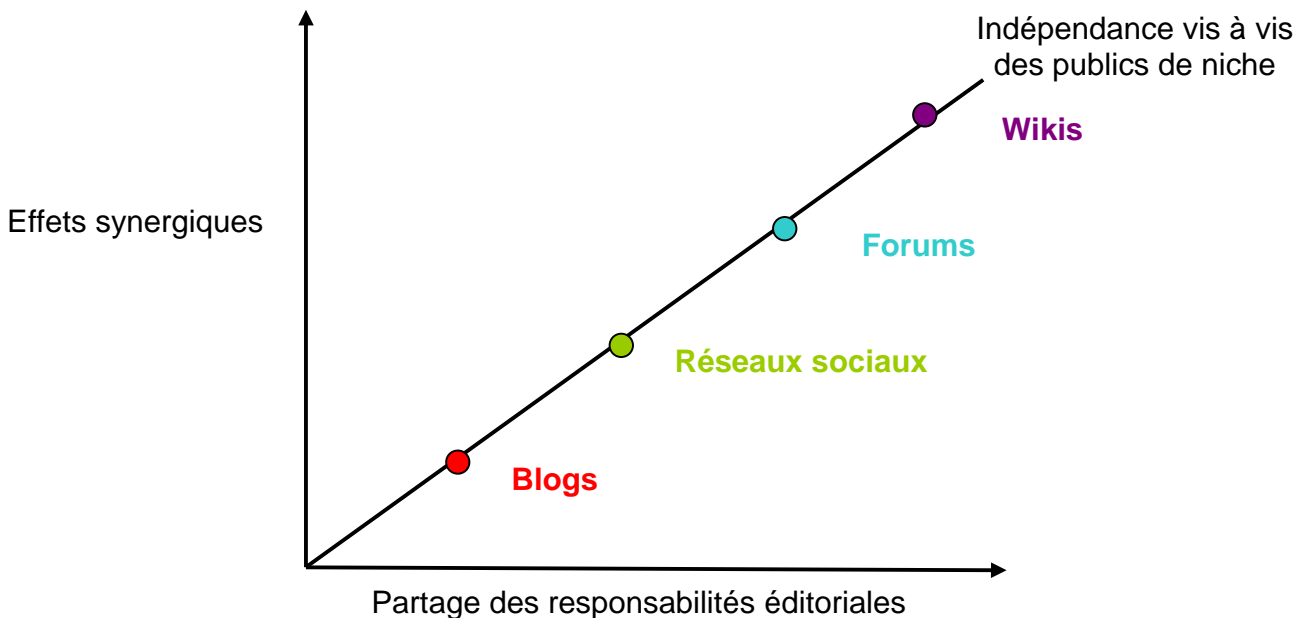 Indépendance vis à vis
des publics de niche
Wikis
Effets synergiques
Forums
Réseaux sociaux
Blogs
Partage des responsabilités éditoriales